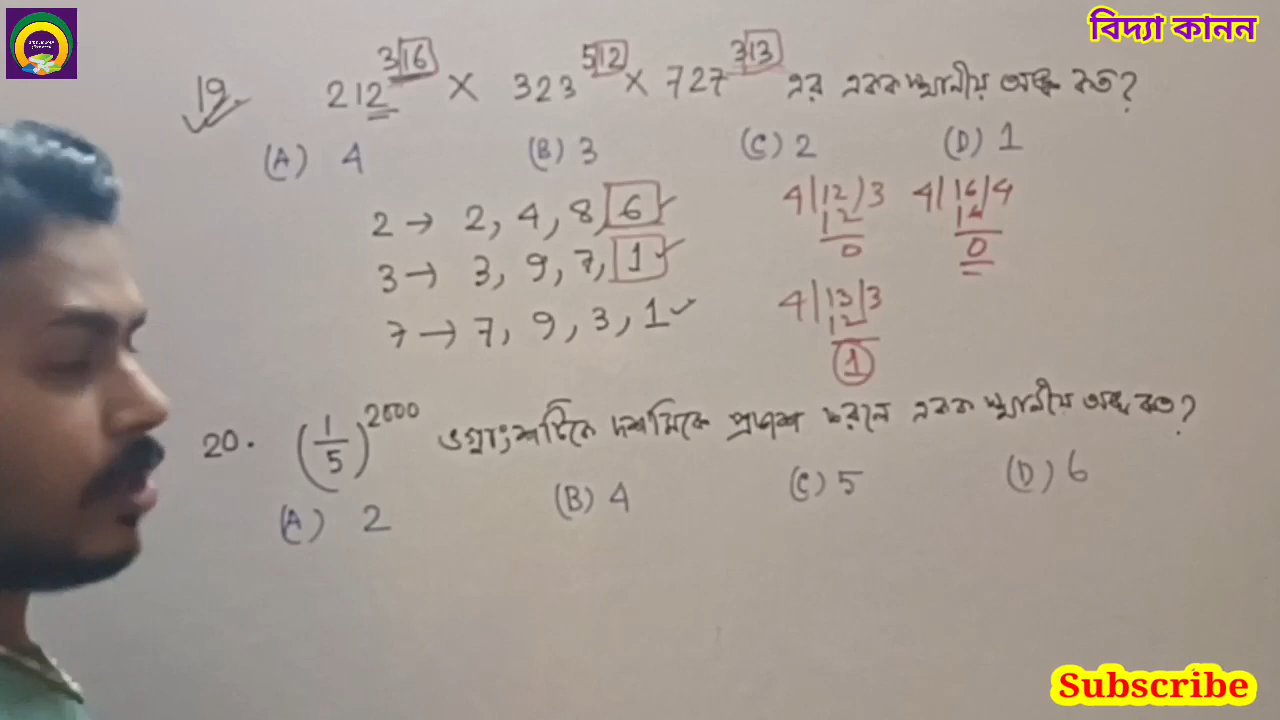 বিদ্যা কানন
19. 212^316 × 323^512 × 727^313 এর একক স্থানীয় অঙ্ক কত?
(A) 4 (B) 3 (C) 2 (D) 1
2 → 2, 4, 8, 6 ✓ 4|12/3 4|16/4
12 16
0 0
3 → 3, 9, 7, 1 ✓
7 → 7, 9, 3, 1 ✓ 4|13/3
12
1
20. (1/5)^2000 ভগ্নাংশটিকে দশমিকে প্রকাশ করলে একক স্থানীয় অঙ্ক কত?
(A) 2 (B) 4 (C) 5 (D) 6
Subscribe